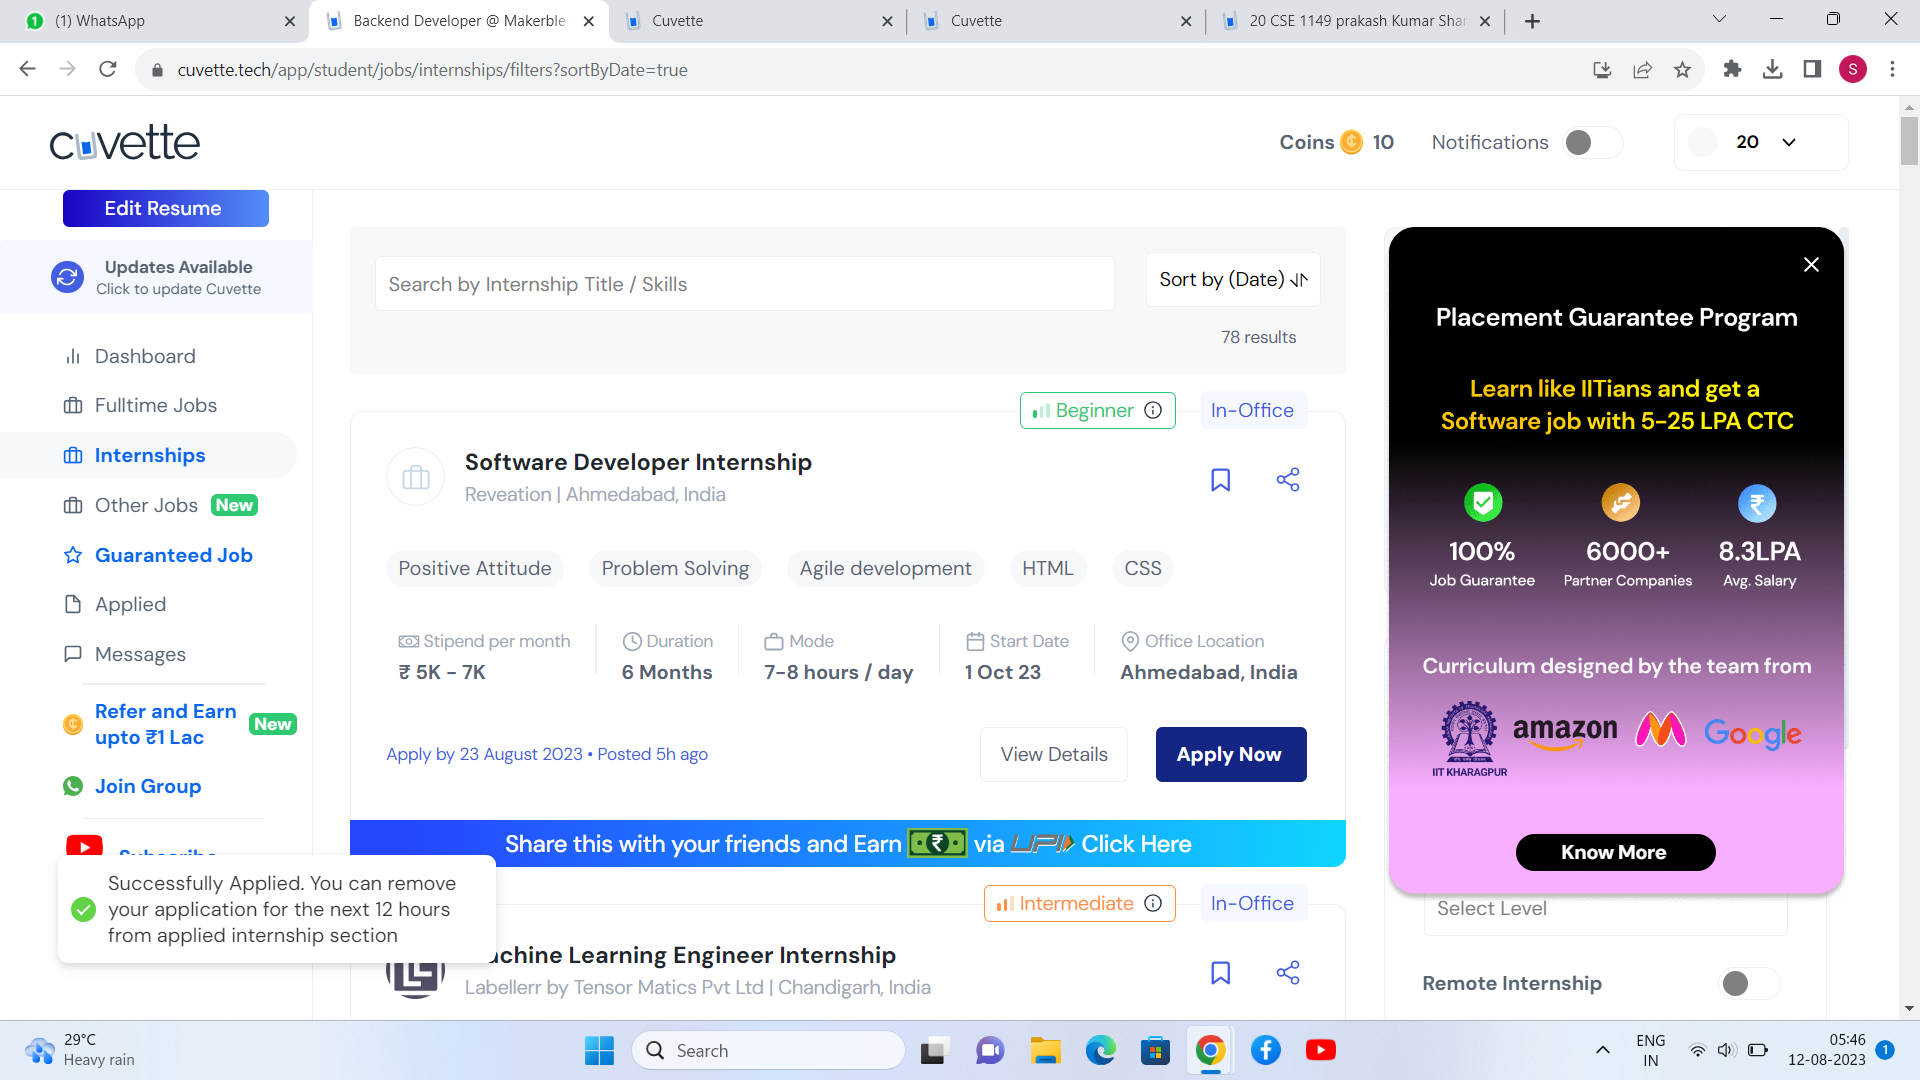 (1) WhatsApp
Backend Developer @ Makerble
Cuvette
Cuvette
20 CSE 1149 prakash Kumar Shar
cuvette.tech/app/student/jobs/internships/filters?sortByDate=true
S
cuvette
Coins 10
Notifications
20
Edit Resume
Updates Available
Click to update Cuvette
Dashboard
Fulltime Jobs
Internships
Other Jobs New
Guaranteed Job
Applied
Messages
Refer and Earn
upto ₹1 Lac
New
Join Group
Successfully Applied. You can remove
your application for the next 12 hours
from applied internship section
Search by Internship Title / Skills
Sort by (Date)
78 results
Beginner
In-Office
Software Developer Internship
Reveation | Ahmedabad, India
Positive Attitude
Problem Solving
Agile development
HTML
CSS
Stipend per month
₹ 5K - 7K
Duration
6 Months
Mode
7-8 hours / day
Start Date
1 Oct 23
Office Location
Ahmedabad, India
Apply by 23 August 2023 • Posted 5h ago
View Details
Apply Now
Share this with your friends and Earn ₹ via UPI Click Here
Intermediate
In-Office
achine Learning Engineer Internship
Labellerr by Tensor Matics Pvt Ltd | Chandigarh, India
Placement Guarantee Program
Learn like IITians and get a
Software job with 5-25 LPA CTC
100%
Job Guarantee
6000+
Partner Companies
₹
8.3LPA
Avg. Salary
Curriculum designed by the team from
IIT KHARAGPUR
amazon
Google
Know More
Select Level
Remote Internship
29°C
Heavy rain
Search
ENG
IN
05:46
12-08-2023
1